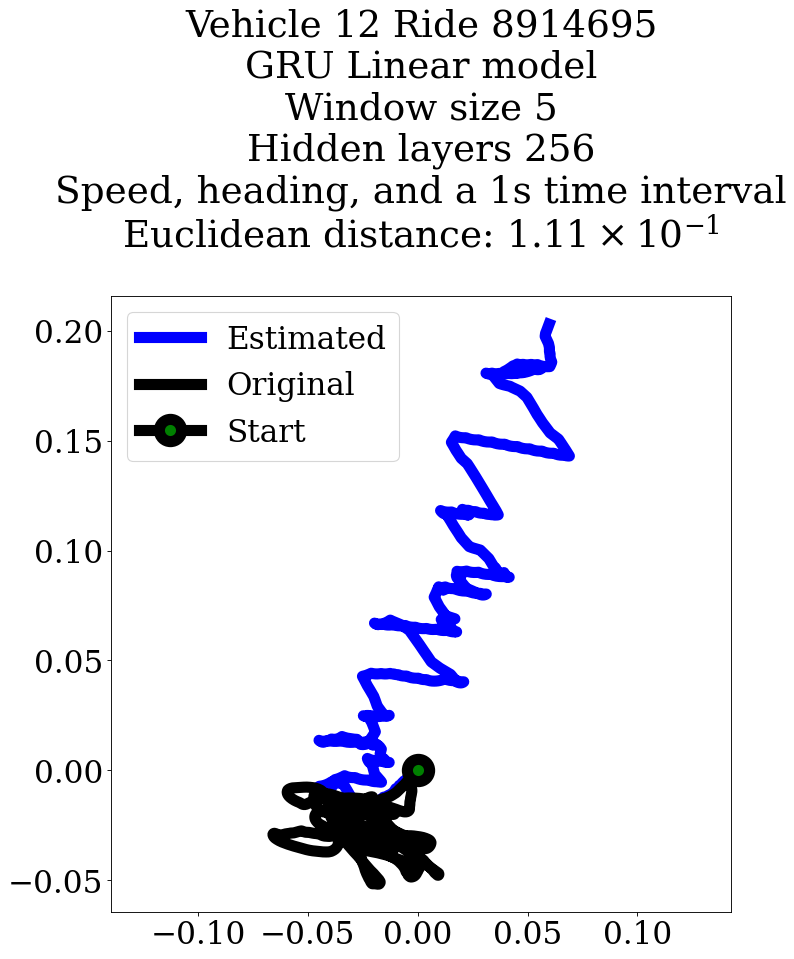 Vehicle 12 Ride 8914695
GRU Linear model
Window size 5
Hidden layers 256
Speed, heading, and a 1s time interval
Euclidean distance: 1.11 × 10⁻¹
Estimated
Original
Start
0.20
0.15
0.10
0.05
0.00
−0.05
−0.10 −0.05 0.00 0.05 0.10